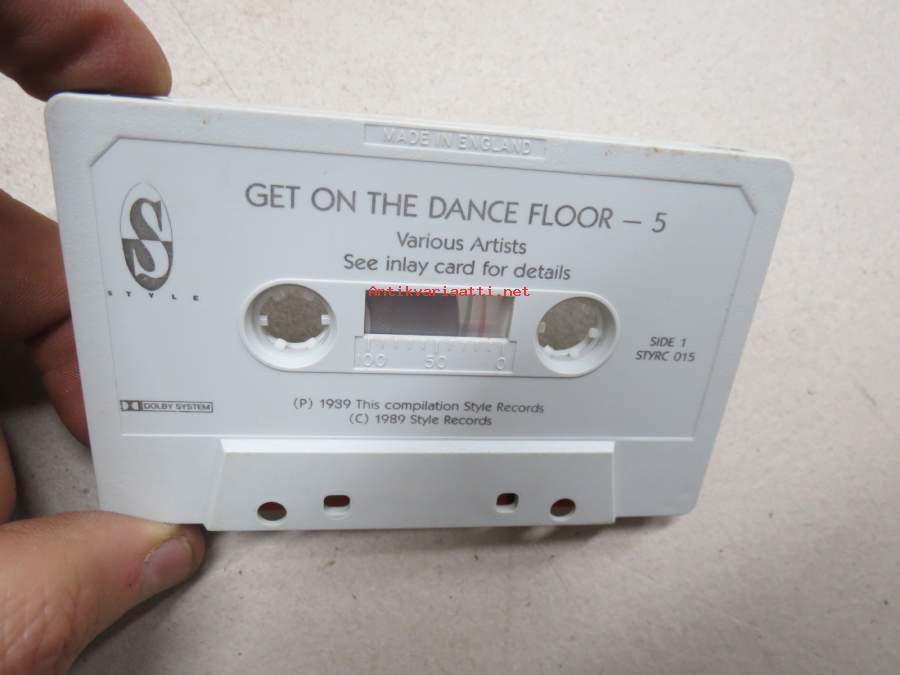 MADE IN ENGLAND
GET ON THE DANCE FLOOR — 5
Various Artists
See inlay card for details
S
STYLE
Antikvariaatti.net
100 50 0
SIDE 1
STYRC 015
DOLBY SYSTEM
(P) 1989 This compilation Style Records
(C) 1989 Style Records